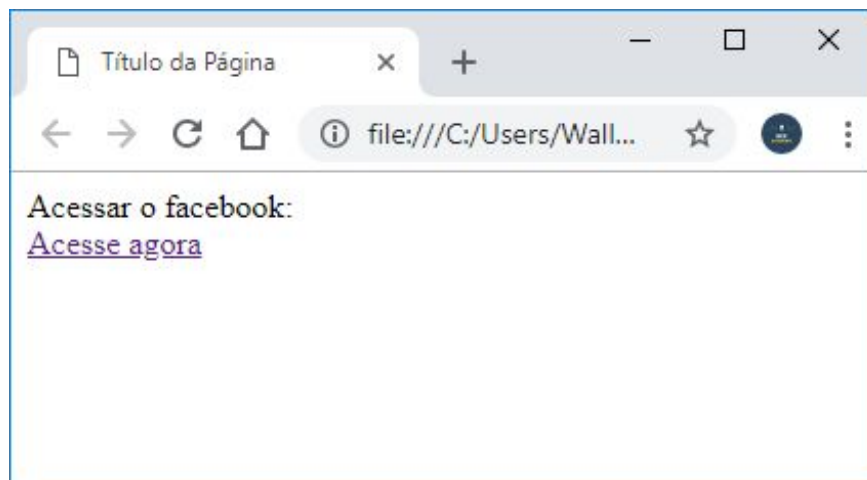 Título da Página
file:///C:/Users/Wall...
Acessar o facebook:
Acesse agora